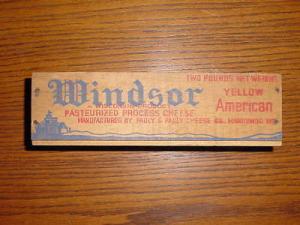 TWO POUNDS NET WEIGHT
Windsor
YELLOW
American
WISCONSIN PRODUCT
PASTEURIZED PROCESS CHEESE
MANUFACTURED BY PAULY & PAULY CHEESE CO., MANITOWOC WIS.